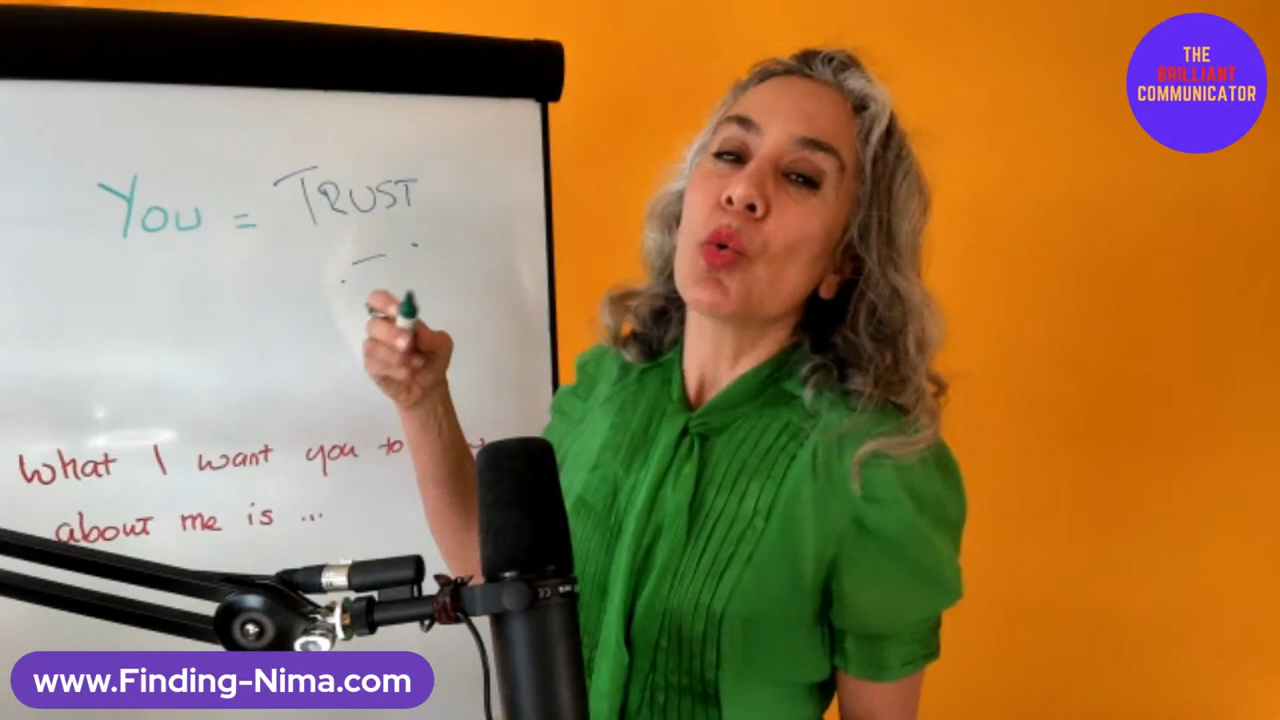 You = TRUST
What I want you to
about me is ...
THE
BRILLIANT
COMMUNICATOR
www.Finding-Nima.com